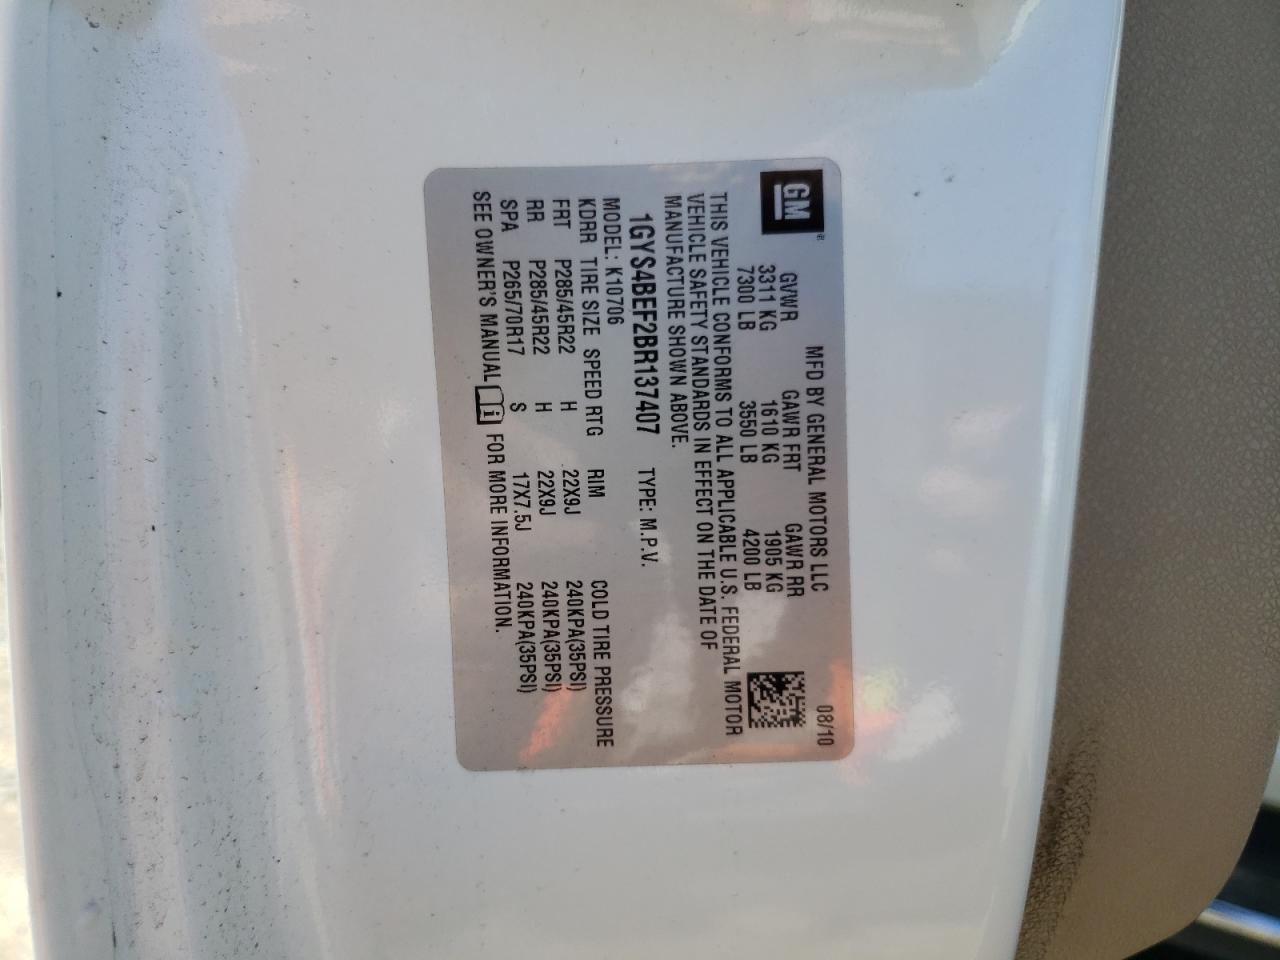 GM
MFD BY GENERAL MOTORS LLC 08/10
GVWR GAWR FRT GAWR RR
3311 KG 1610 KG 1905 KG
7300 LB 3550 LB 4200 LB
THIS VEHICLE CONFORMS TO ALL APPLICABLE U.S. FEDERAL MOTOR
VEHICLE SAFETY STANDARDS IN EFFECT ON THE DATE OF
MANUFACTURE SHOWN ABOVE.
1GYS4BEF2BR137407 TYPE: M.P.V.
MODEL: K10706
KDRR TIRE SIZE SPEED RTG RIM COLD TIRE PRESSURE
FRT P285/45R22 H 22X9J 240KPA(35PSI)
RR P285/45R22 H 22X9J 240KPA(35PSI)
SPA P265/70R17 S 17X7.5J 240KPA(35PSI)
SEE OWNER'S MANUAL FOR MORE INFORMATION.